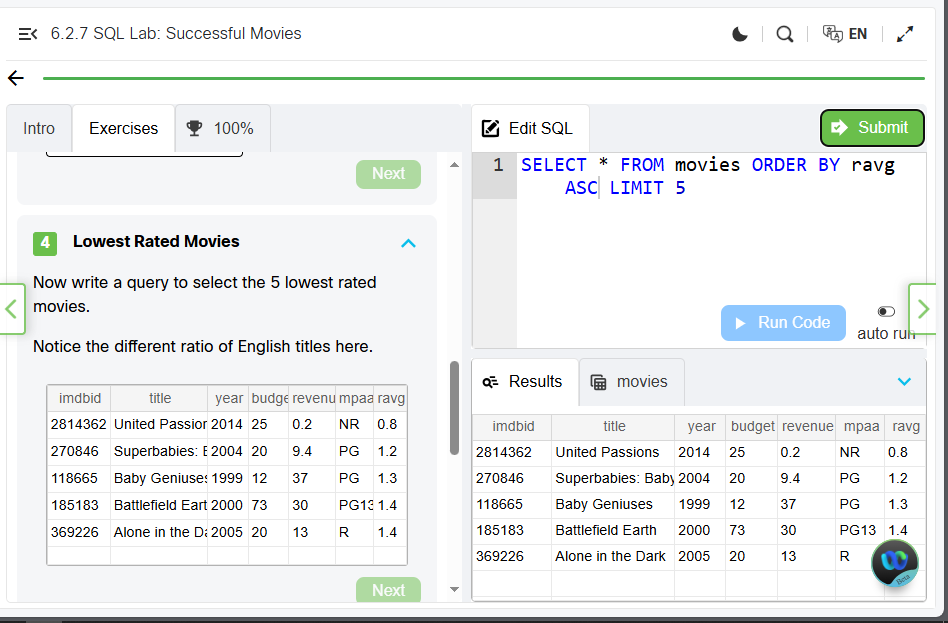 6.2.7 SQL Lab: Successful Movies
EN
Intro
Exercises
100%
Next
4 Lowest Rated Movies
Now write a query to select the 5 lowest rated
movies.
Notice the different ratio of English titles here.
imdbid title year budge revenu mpaa ravg
2814362 United Passior 2014 25 0.2 NR 0.8
270846 Superbabies: 2004 20 9.4 PG 1.2
118665 Baby Geniuses 1999 12 37 PG 1.3
185183 Battlefield Eart 2000 73 30 PG13 1.4
369226 Alone in the Da 2005 20 13 R 1.4
Next
Edit SQL
Submit
1 SELECT * FROM movies ORDER BY ravg
ASC LIMIT 5
Run Code
auto run
Results
movies
imdbid title year budget revenue mpaa ravg
2814362 United Passions 2014 25 0.2 NR 0.8
270846 Superbabies: Baby 2004 20 9.4 PG 1.2
118665 Baby Geniuses 1999 12 37 PG 1.3
185183 Battlefield Earth 2000 73 30 PG13 1.4
369226 Alone in the Dark 2005 20 13 R
Beta